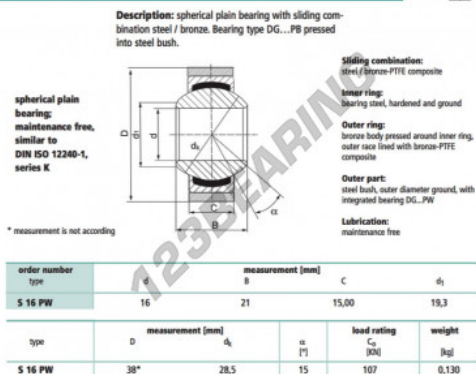 Description: spherical plain bearing with sliding com-
bination steel / bronze. Bearing type DG...PB pressed
into steel bush.
spherical plain
bearing;
maintenance free,
similar to
DIN ISO 12240-1,
series K
* measurement is not according
D
d₁
d
dₖ
C
B
α
Sliding combination:
steel / bronze-PTFE composite
Inner ring:
bearing steel, hardened and ground
Outer ring:
bronze body pressed around inner ring,
outer race lined with bronze-PTFE
composite
Outer part:
steel bush, outer diameter ground, with
integrated bearing DG...PW
Lubrication:
maintenance free
123BEARING
order number measurement [mm]
type d B C d₁
S 16 PW 16 21 15,00 19,3
measurement [mm] load rating weight
type D dₖ α C₀
[°] [KN] [kg]
S 16 PW 38* 28,5 15 107 0,130